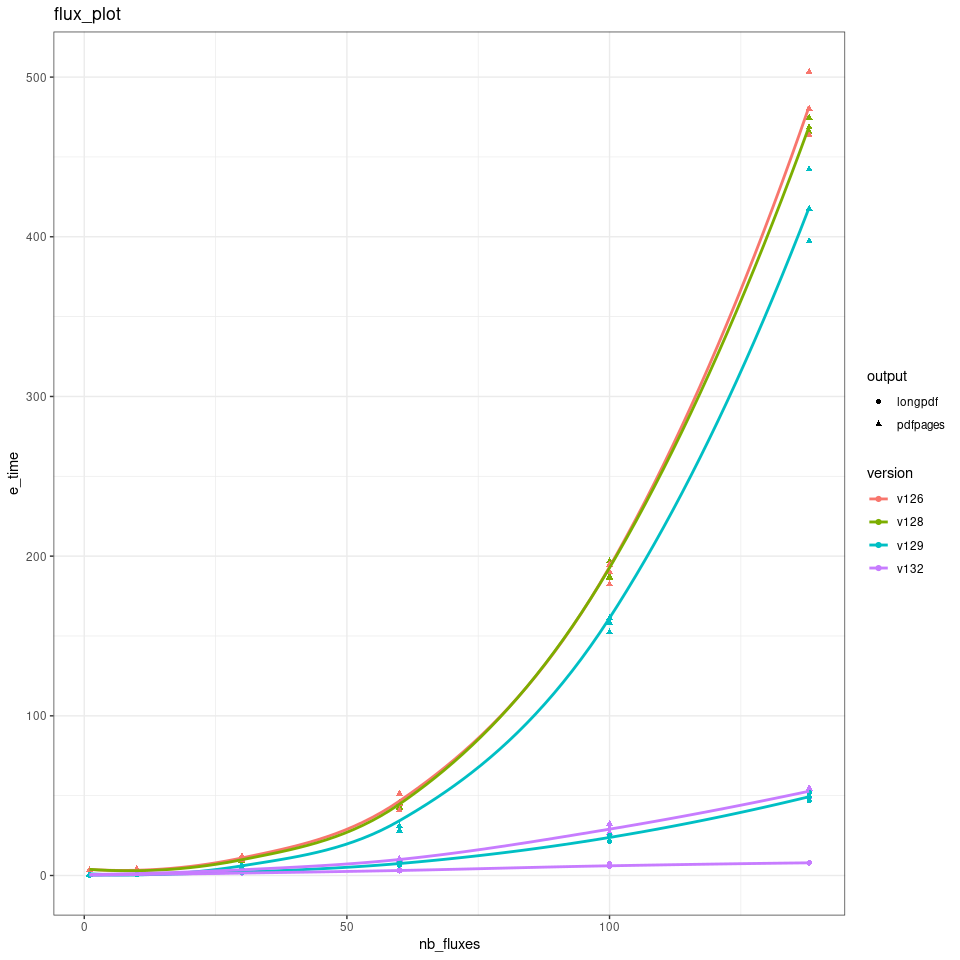 flux_plot
500
400
300
200
100
0
e_time
0
50
100
nb_fluxes
output
longpdf
pdfpages
version
v126
v128
v129
v132